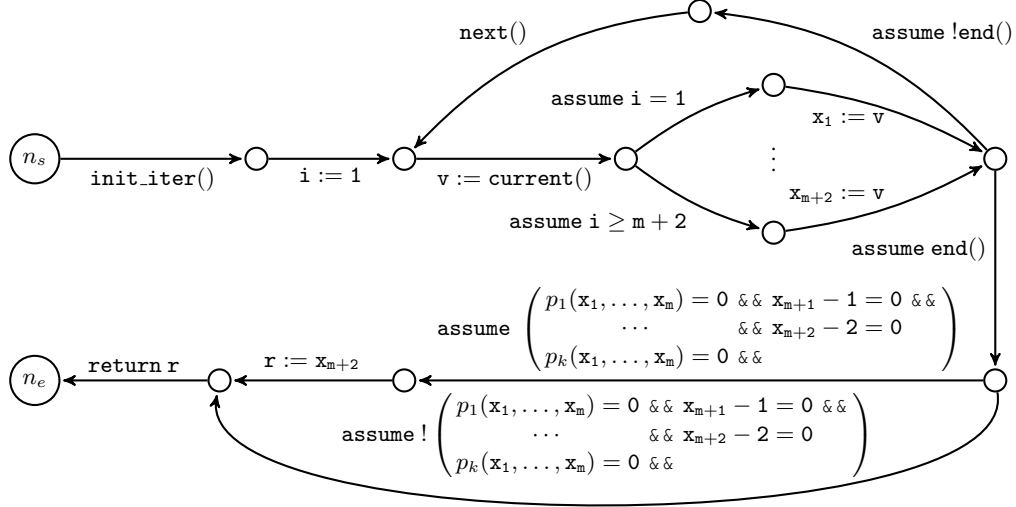 next()
assume !end()
assume i = 1
x₁ := v
nₛ
init_iter()
i := 1
v := current()
⋮
xₘ₊₂ := v
assume i ≥ m + 2
assume end()
p₁(x₁, …, xₘ) = 0 && xₘ₊₁ − 1 = 0 &&
assume ( ⋯ && xₘ₊₂ − 2 = 0 )
pₖ(x₁, …, xₘ) = 0 &&
nₑ
return r
r := xₘ₊₂
p₁(x₁, …, xₘ) = 0 && xₘ₊₁ − 1 = 0 &&
assume ! ( ⋯ && xₘ₊₂ − 2 = 0 )
pₖ(x₁, …, xₘ) = 0 &&